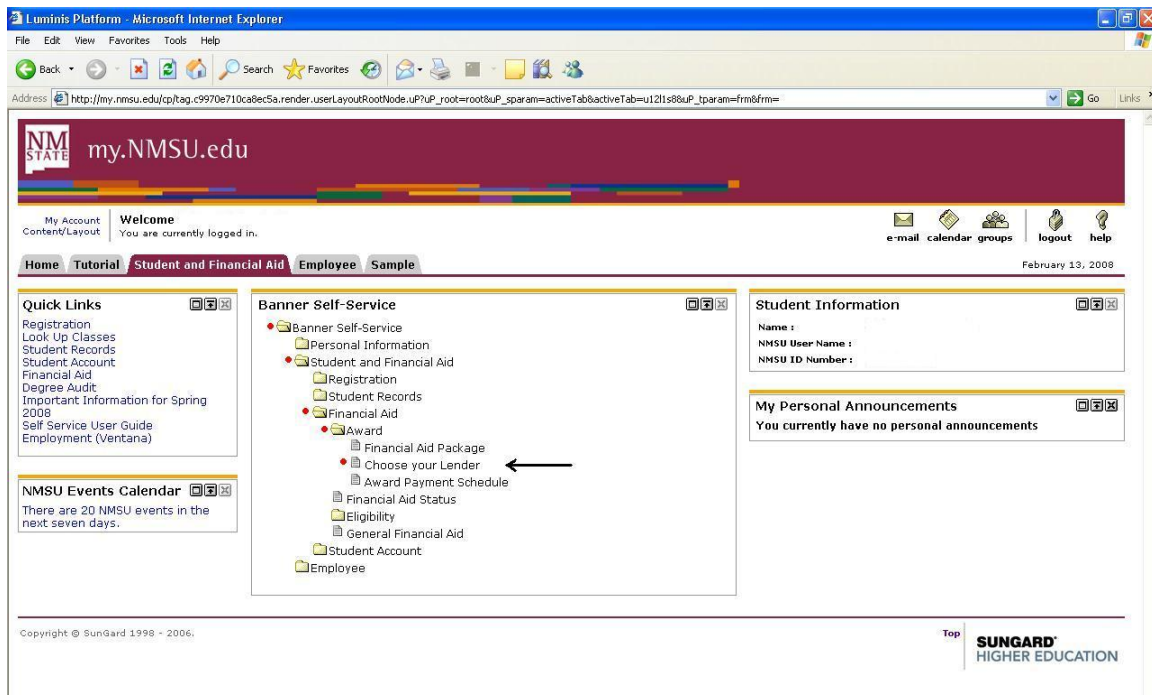 Luminis Platform - Microsoft Internet Explorer
File Edit View Favorites Tools Help
Back Search Favorites
Address http://my.nmsu.edu/cp/tag.c9970e710ca8ec5a.render.userLayoutRootNode.uP?uP_root=root&uP_sparam=activeTab&activeTab=u12l1s88&uP_tparam=frm&frm= Go Links
NM STATE my.NMSU.edu
My Account
Content/Layout
Welcome
You are currently logged in.
e-mail calendar groups logout help
Home Tutorial Student and Financial Aid Employee Sample February 13, 2008
Quick Links
Registration
Look Up Classes
Student Records
Student Account
Financial Aid
Degree Audit
Important Information for Spring
2008
Self Service User Guide
Employment (Ventana)
NMSU Events Calendar
There are 20 NMSU events in the
next seven days.
Banner Self-Service
Banner Self-Service
Personal Information
Student and Financial Aid
Registration
Student Records
Financial Aid
Award
Financial Aid Package
Choose your Lender
Award Payment Schedule
Financial Aid Status
Eligibility
General Financial Aid
Student Account
Employee
Student Information
Name :
NMSU User Name :
NMSU ID Number :
My Personal Announcements
You currently have no personal announcements
Copyright © SunGard 1998 - 2006.
Top
SUNGARD'
HIGHER EDUCATION